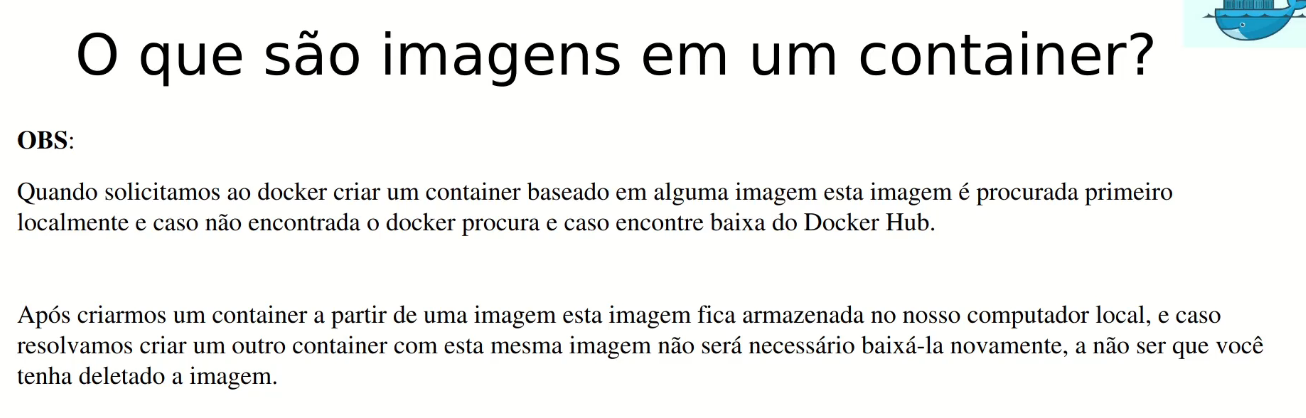 O que são imagens em um container?
OBS:
Quando solicitamos ao docker criar um container baseado em alguma imagem esta imagem é procurada primeiro
localmente e caso não encontrada o docker procura e caso encontre baixa do Docker Hub.
Após criarmos um container a partir de uma imagem esta imagem fica armazenada no nosso computador local, e caso
resolvamos criar um outro container com esta mesma imagem não será necessário baixá-la novamente, a não ser que você
tenha deletado a imagem.